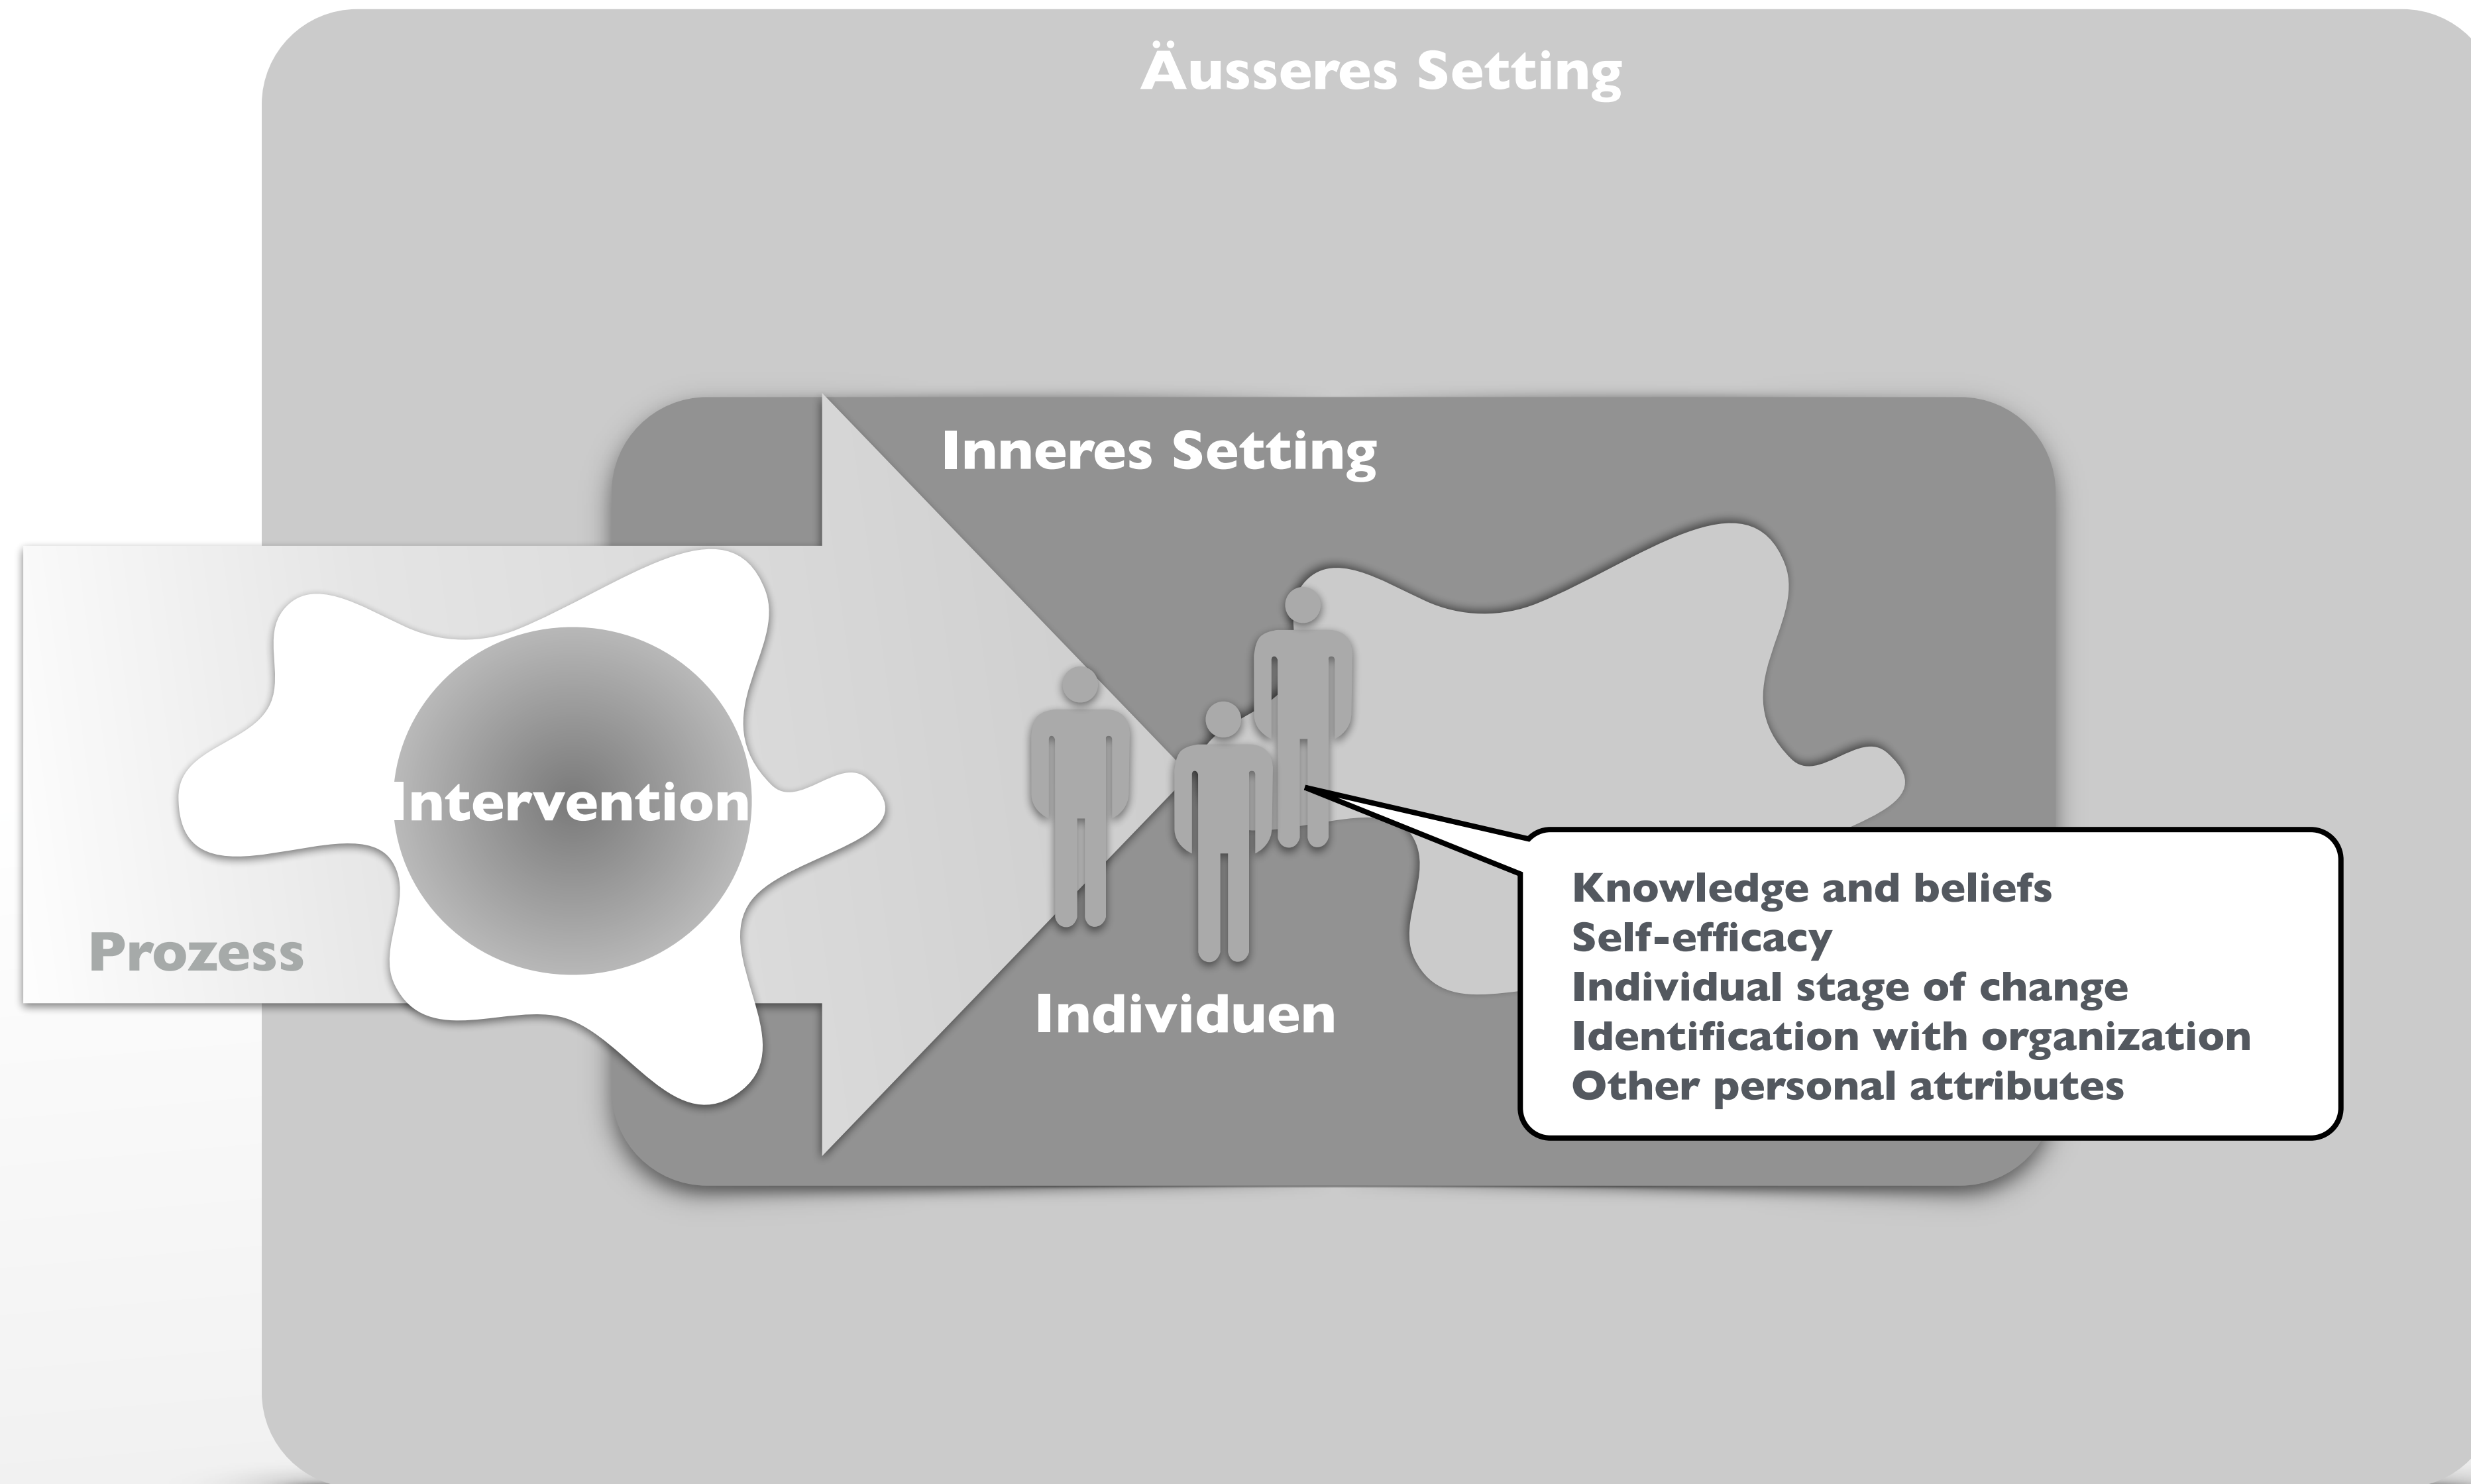 Äusseres Setting
Inneres Setting
Intervention
Prozess
Individuen
Knowledge and beliefs
Self-efficacy
Individual stage of change
Identification with organization
Other personal attributes